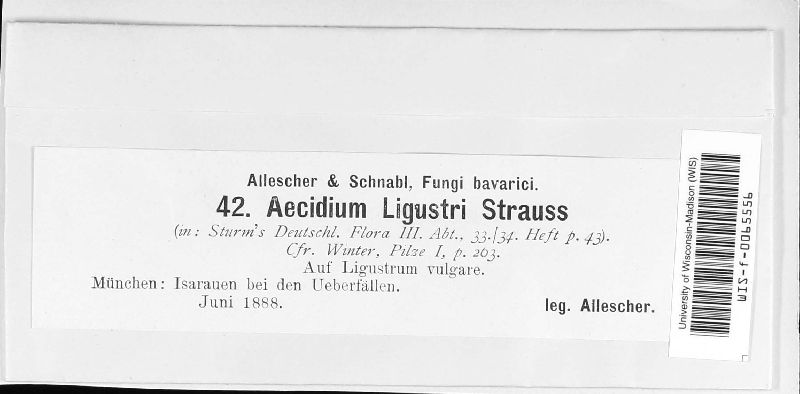 Allescher & Schnabl, Fungi bavarici.
42. Aecidium Ligustri Strauss
(in: Sturm's Deutschl. Flora III. Abt., 33./34. Heft p. 43).
Cfr. Winter, Pilze I, p. 203.
Auf Ligustrum vulgare.
München: Isarauen bei den Ueberfällen.
Juni 1888.
leg. Allescher.
University of Wisconsin-Madison (WIS)
WIS-f-0065556